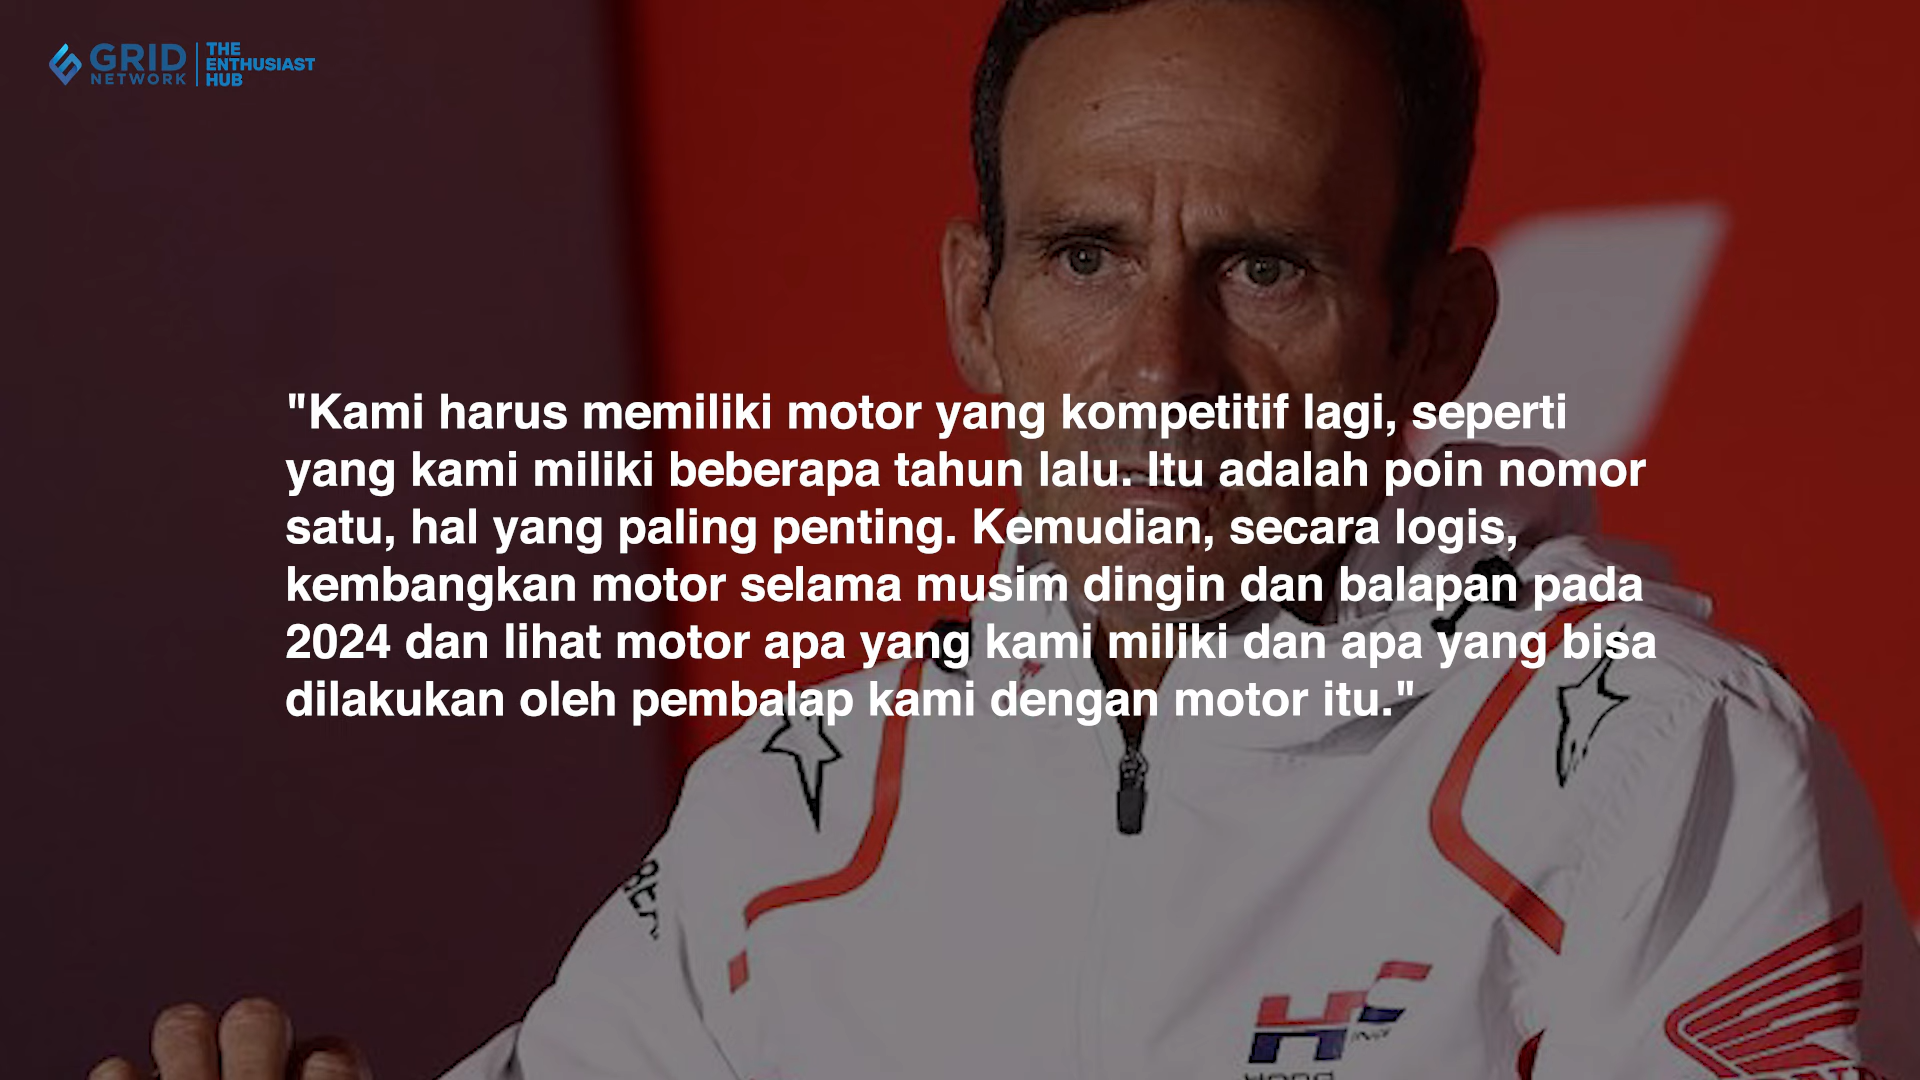 GRID
NETWORK
THE
ENTHUSIAST
HUB
"Kami harus memiliki motor yang kompetitif lagi, seperti
yang kami miliki beberapa tahun lalu. Itu adalah poin nomor
satu, hal yang paling penting. Kemudian, secara logis,
kembangkan motor selama musim dingin dan balapan pada
2024 dan lihat motor apa yang kami miliki dan apa yang bisa
dilakukan oleh pembalap kami dengan motor itu."